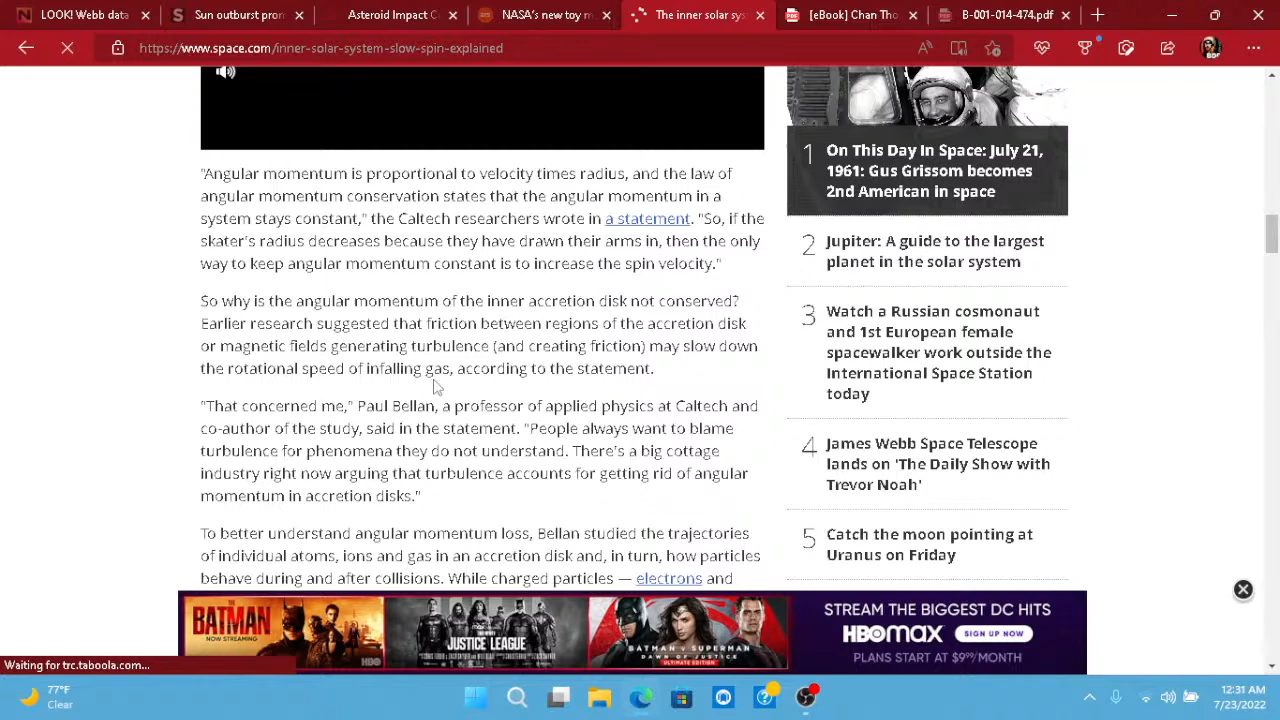 LOOK! Webb data
Sun outburst pron
Asteroid Impact C
NASA's new toy m
The inner solar sys
[eBook] Chan Tho
B-001-014-474.pdf
https://www.space.com/inner-solar-system-slow-spin-explained
"Angular momentum is proportional to velocity times radius, and the law of
angular momentum conservation states that the angular momentum in a
system stays constant," the Caltech researchers wrote in a statement. "So, if the
skater's radius decreases because they have drawn their arms in, then the only
way to keep angular momentum constant is to increase the spin velocity."
So why is the angular momentum of the inner accretion disk not conserved?
Earlier research suggested that friction between regions of the accretion disk
or magnetic fields generating turbulence (and creating friction) may slow down
the rotational speed of infalling gas, according to the statement.
"That concerned me," Paul Bellan, a professor of applied physics at Caltech and
co-author of the study, said in the statement. "People always want to blame
turbulence for phenomena they do not understand. There's a big cottage
industry right now arguing that turbulence accounts for getting rid of angular
momentum in accretion disks."
To better understand angular momentum loss, Bellan studied the trajectories
of individual atoms, ions and gas in an accretion disk and, in turn, how particles
behave during and after collisions. While charged particles — electrons and
1 On This Day In Space: July 21,
1961: Gus Grissom becomes
2nd American in space
2 Jupiter: A guide to the largest
planet in the solar system
3 Watch a Russian cosmonaut
and 1st European female
spacewalker work outside the
International Space Station
today
4 James Webb Space Telescope
lands on 'The Daily Show with
Trevor Noah'
5 Catch the moon pointing at
Uranus on Friday
THE
BATMAN
NOW STREAMING
HBO
JUSTICE LEAGUE
BATMAN v SUPERMAN
DAWN OF JUSTICE
ULTIMATE EDITION
STREAM THE BIGGEST DC HITS
HBOMAX SIGN UP NOW
PLANS START AT $9.99/MONTH
Waiting for trc.taboola.com...
77°F
Clear
12:31 AM
7/23/2022